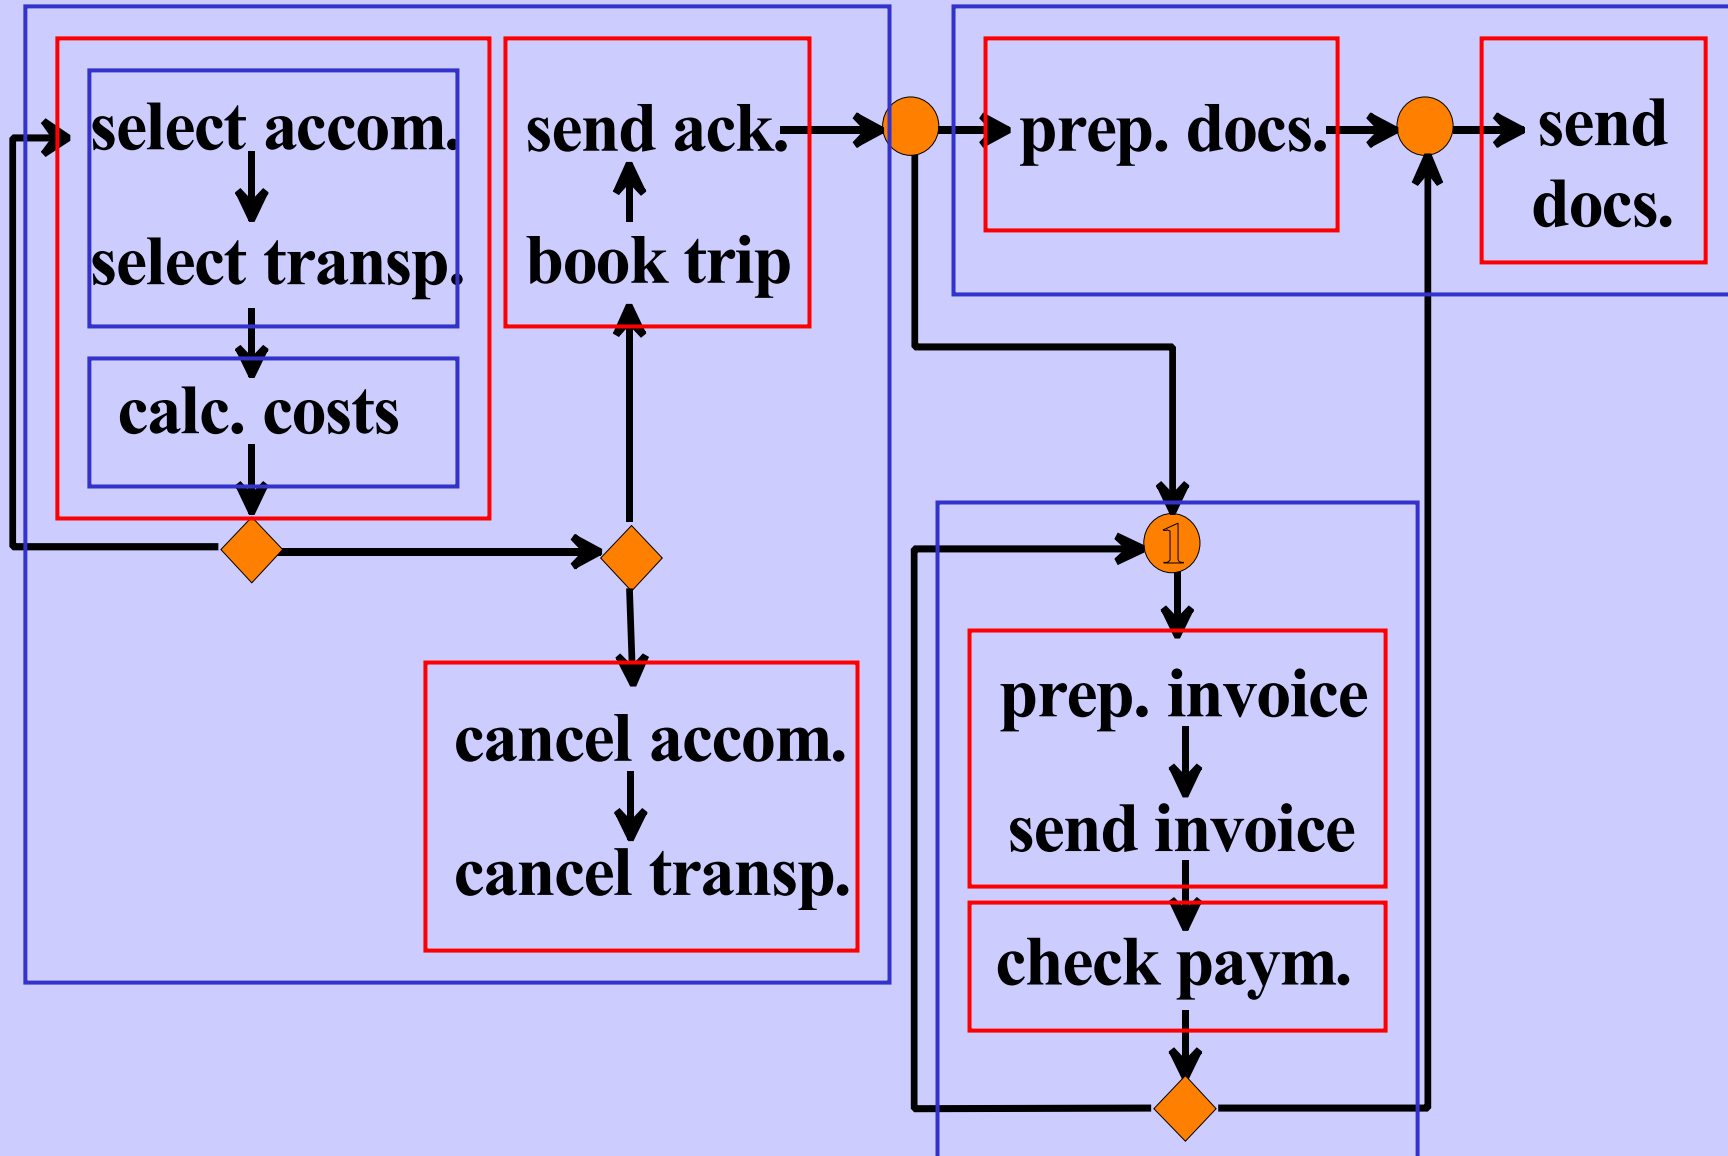 select accom.
select transp.
calc. costs
send ack.
book trip
cancel accom.
cancel transp.
prep. docs.
send
docs.
1
prep. invoice
send invoice
check paym.